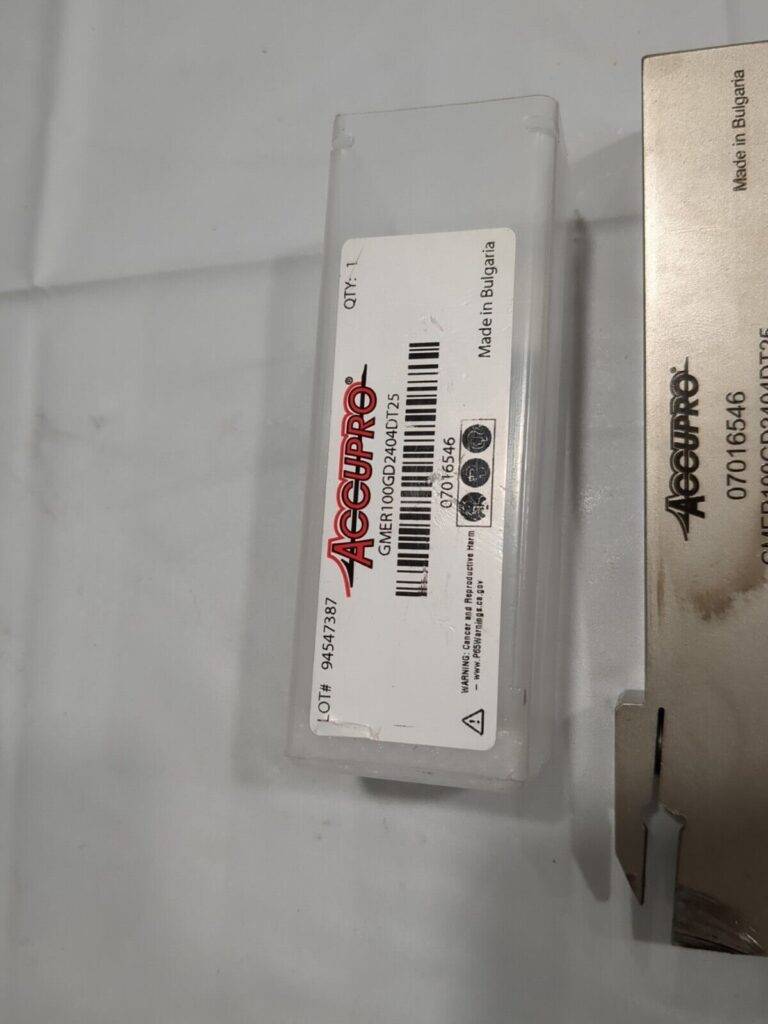 LOT# 94547387
QTY: 1
ACCUPRO®
GMER100GD2404DT25
07016546
Made in Bulgaria
WARNING: Cancer and Reproductive Harm
– www.P65Warnings.ca.gov
ACCUPRO
Made in Bulgaria
07016546
GMER100GD2404DT25